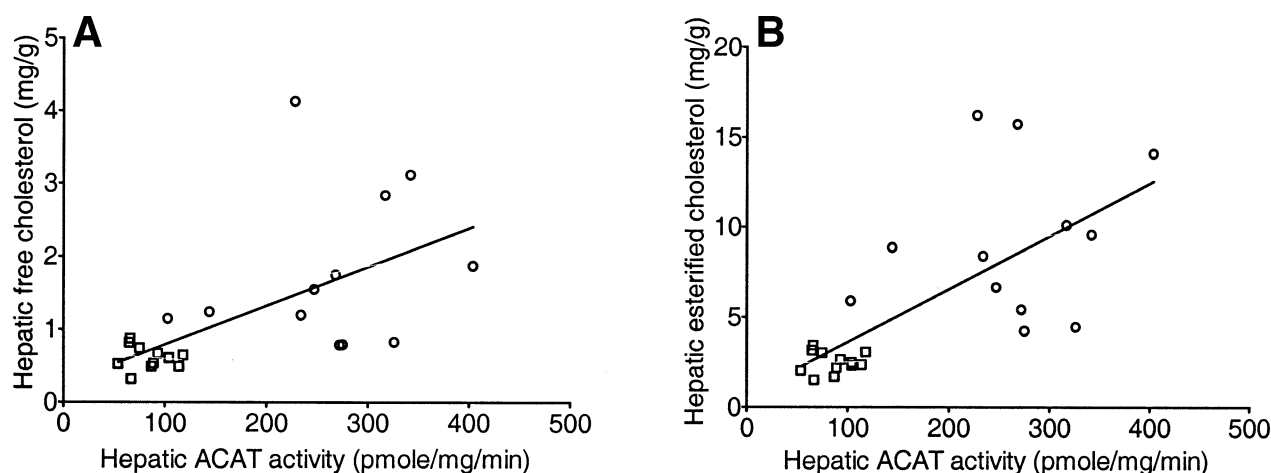 A
Hepatic free cholesterol (mg/g)
5
4
3
2
1
0
0 100 200 300 400 500
Hepatic ACAT activity (pmole/mg/min)
B
Hepatic esterified cholesterol (mg/g)
20
15
10
5
0
0 100 200 300 400 500
Hepatic ACAT activity (pmole/mg/min)